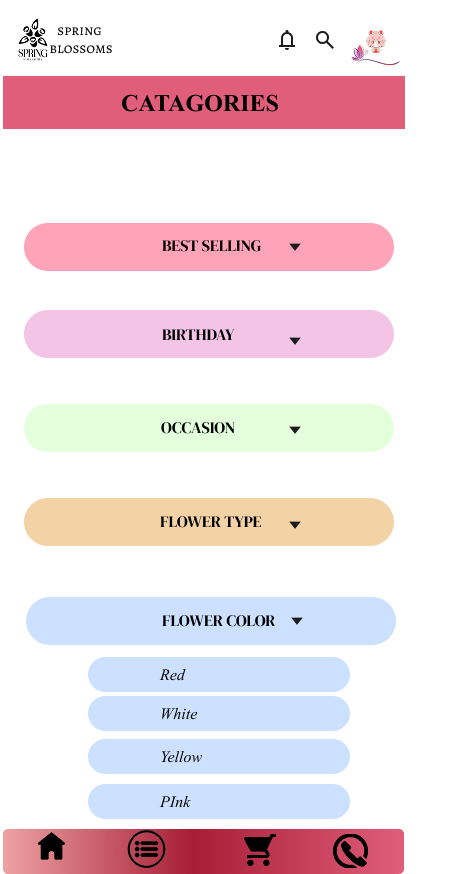 SPRING
BLOSSOMS
SPRING
CATAGORIES
BEST SELLING
BIRTHDAY
OCCASION
FLOWER TYPE
FLOWER COLOR
Red
White
Yellow
PInk